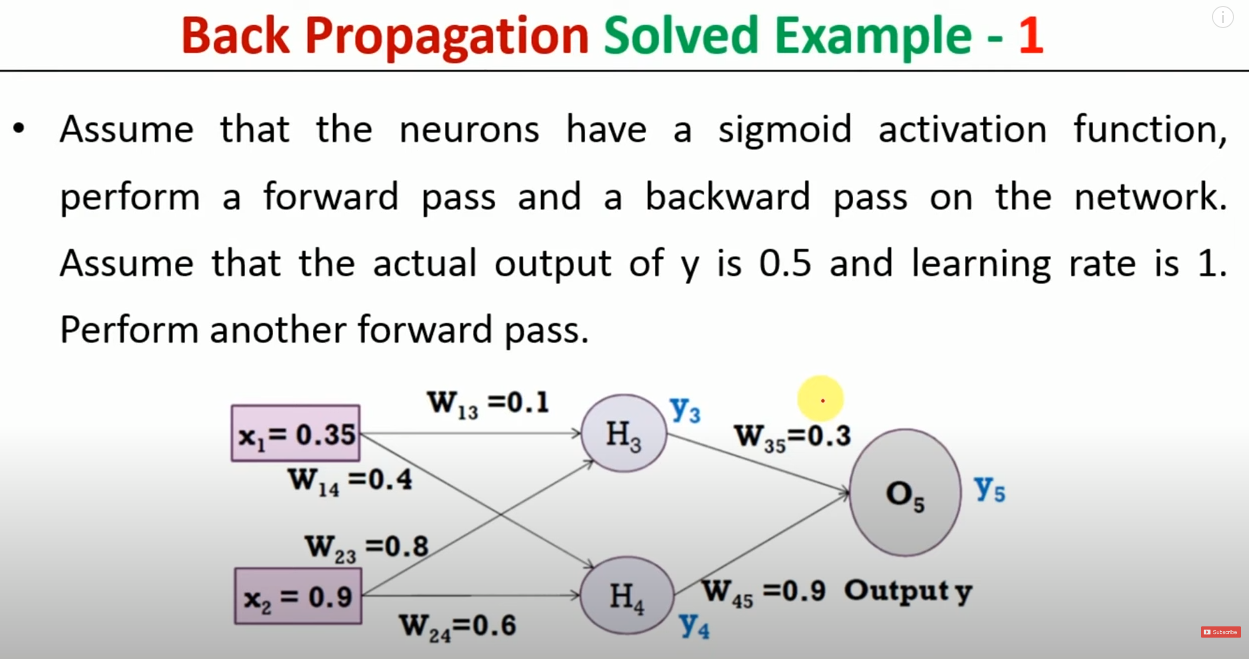 Back Propagation Solved Example - 1
• Assume that the neurons have a sigmoid activation function,
perform a forward pass and a backward pass on the network.
Assume that the actual output of y is 0.5 and learning rate is 1.
Perform another forward pass.
W13 =0.1
y3
x1= 0.35
H3
W35=0.3
W14 =0.4
O5
y5
W23 =0.8
x2 = 0.9
H4
W45 =0.9 Output y
W24=0.6
y4
Subscribe